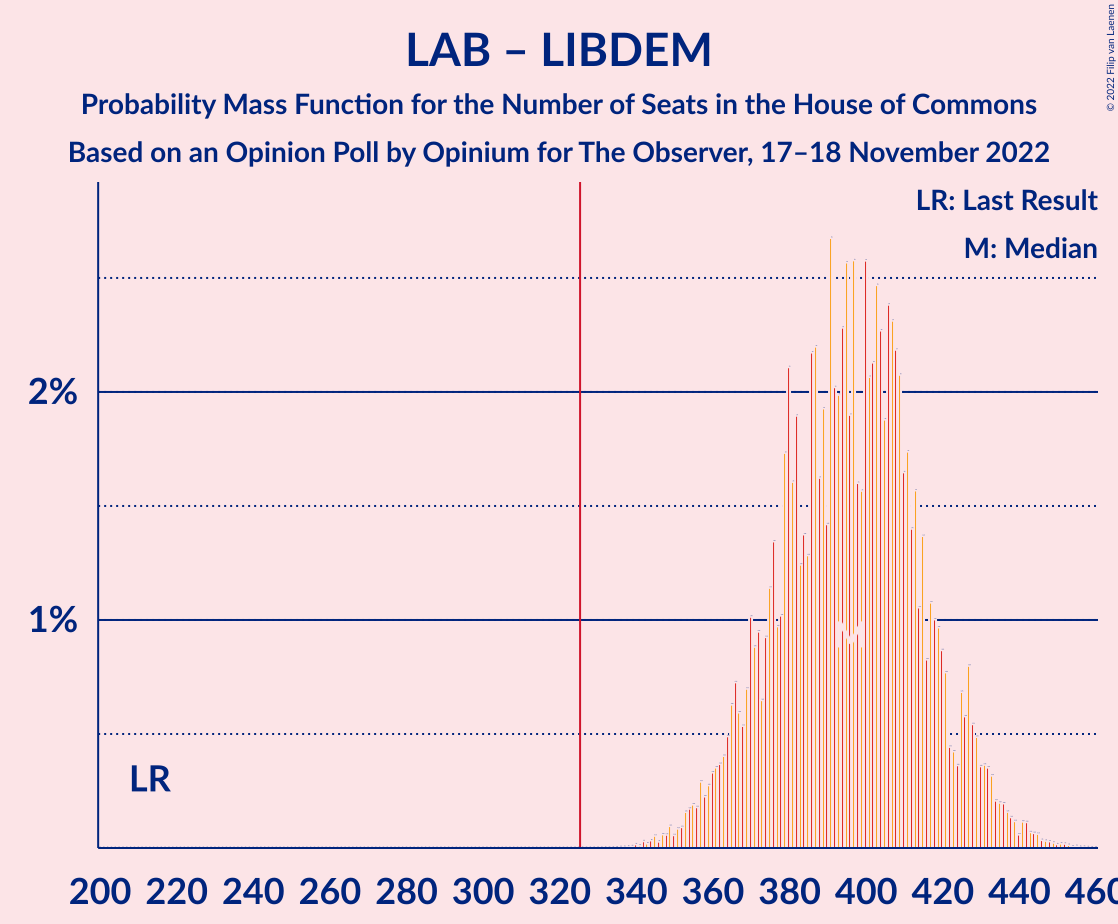 LAB – LIBDEM
Probability Mass Function for the Number of Seats in the House of Commons
Based on an Opinion Poll by Opinium for The Observer, 17–18 November 2022
© 2022 Filip van Laenen
LR: Last Result
M: Median
2%
1%
LR
M
200 220 240 260 280 300 320 340 360 380 400 420 440 460